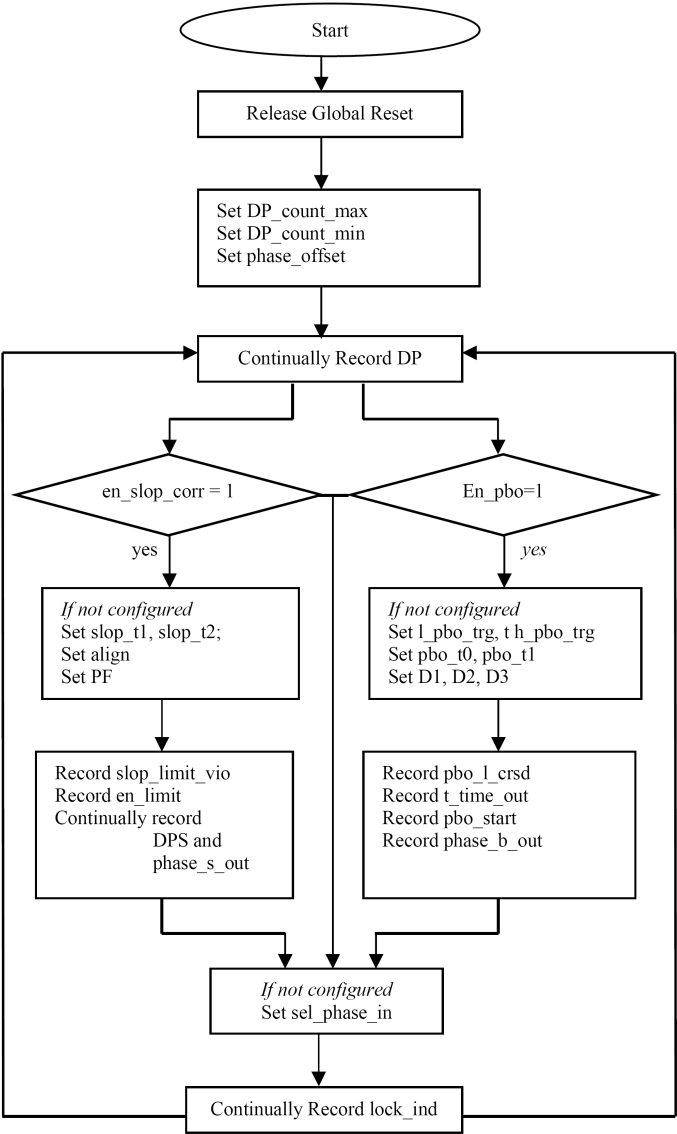 Start
Release Global Reset
Set DP_count_max
Set DP_count_min
Set phase_offset
Continually Record DP
en_slop_corr = 1
En_pbo=1
yes
yes
If not configured
Set slop_t1, slop_t2;
Set align
Set PF
If not configured
Set l_pbo_trg, t h_pbo_trg
Set pbo_t0, pbo_t1
Set D1, D2, D3
Record slop_limit_vio
Record en_limit
Continually record
DPS and
phase_s_out
Record pbo_l_crsd
Record t_time_out
Record pbo_start
Record phase_b_out
If not configured
Set sel_phase_in
Continually Record lock_ind